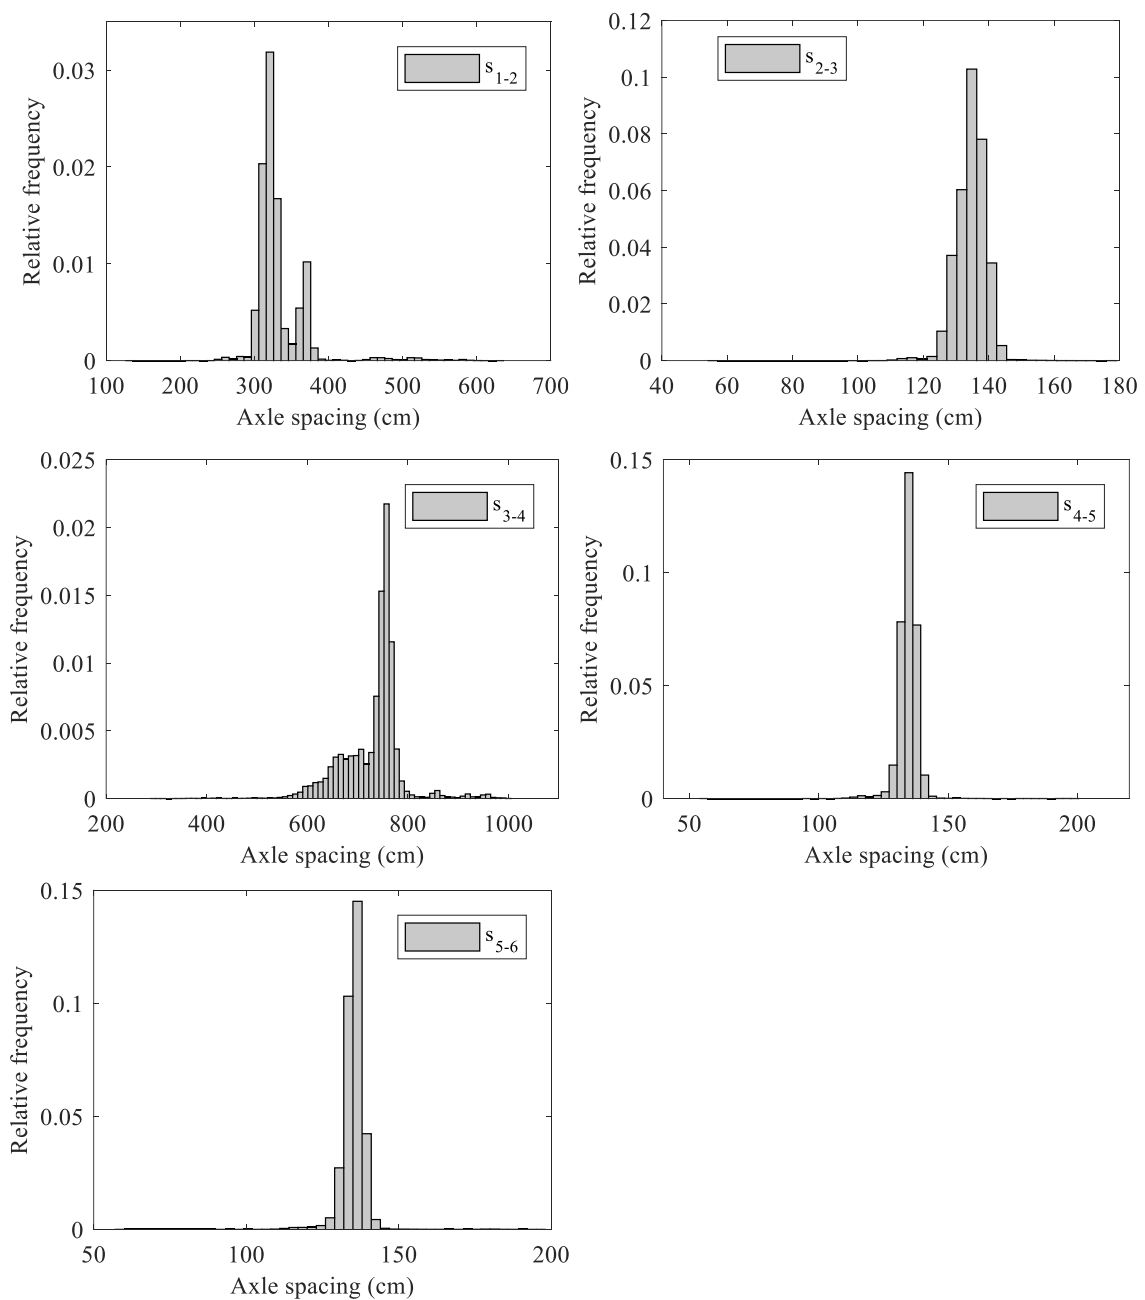 Relative frequency
0.03
0.02
0.01
0
s1-2
100 200 300 400 500 600 700
Axle spacing (cm)
Relative frequency
0.12
0.1
0.08
0.06
0.04
0.02
0
s2-3
40 60 80 100 120 140 160 180
Axle spacing (cm)
Relative frequency
0.025
0.02
0.015
0.01
0.005
0
s3-4
200 400 600 800 1000
Axle spacing (cm)
Relative frequency
0.15
0.1
0.05
0
s4-5
50 100 150 200
Axle spacing (cm)
Relative frequency
0.15
0.1
0.05
0
s5-6
50 100 150 200
Axle spacing (cm)